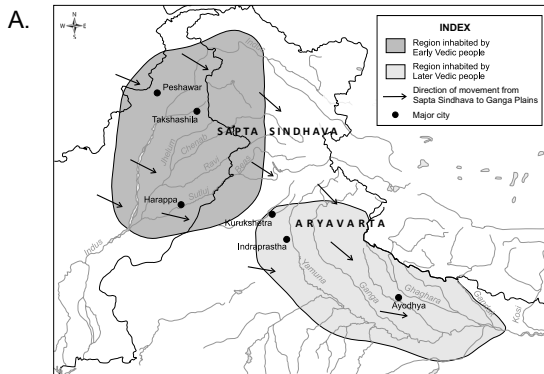 A.
N
W
E
S
INDEX
Region inhabited by
Early Vedic people
Region inhabited by
Later Vedic people
Direction of movement from
Sapta Sindhava to Ganga Plains
Major city
Peshawar
Takshashila
SAPTA SINDHAVA
Jhelum
Chenab
Ravi
Beas
Harappa
Sutluj
Kurukshetra
ARYAVARTA
Indraprastha
Indus
Yamuna
Ganga
Ghaghara
Ayodhya
Kosi